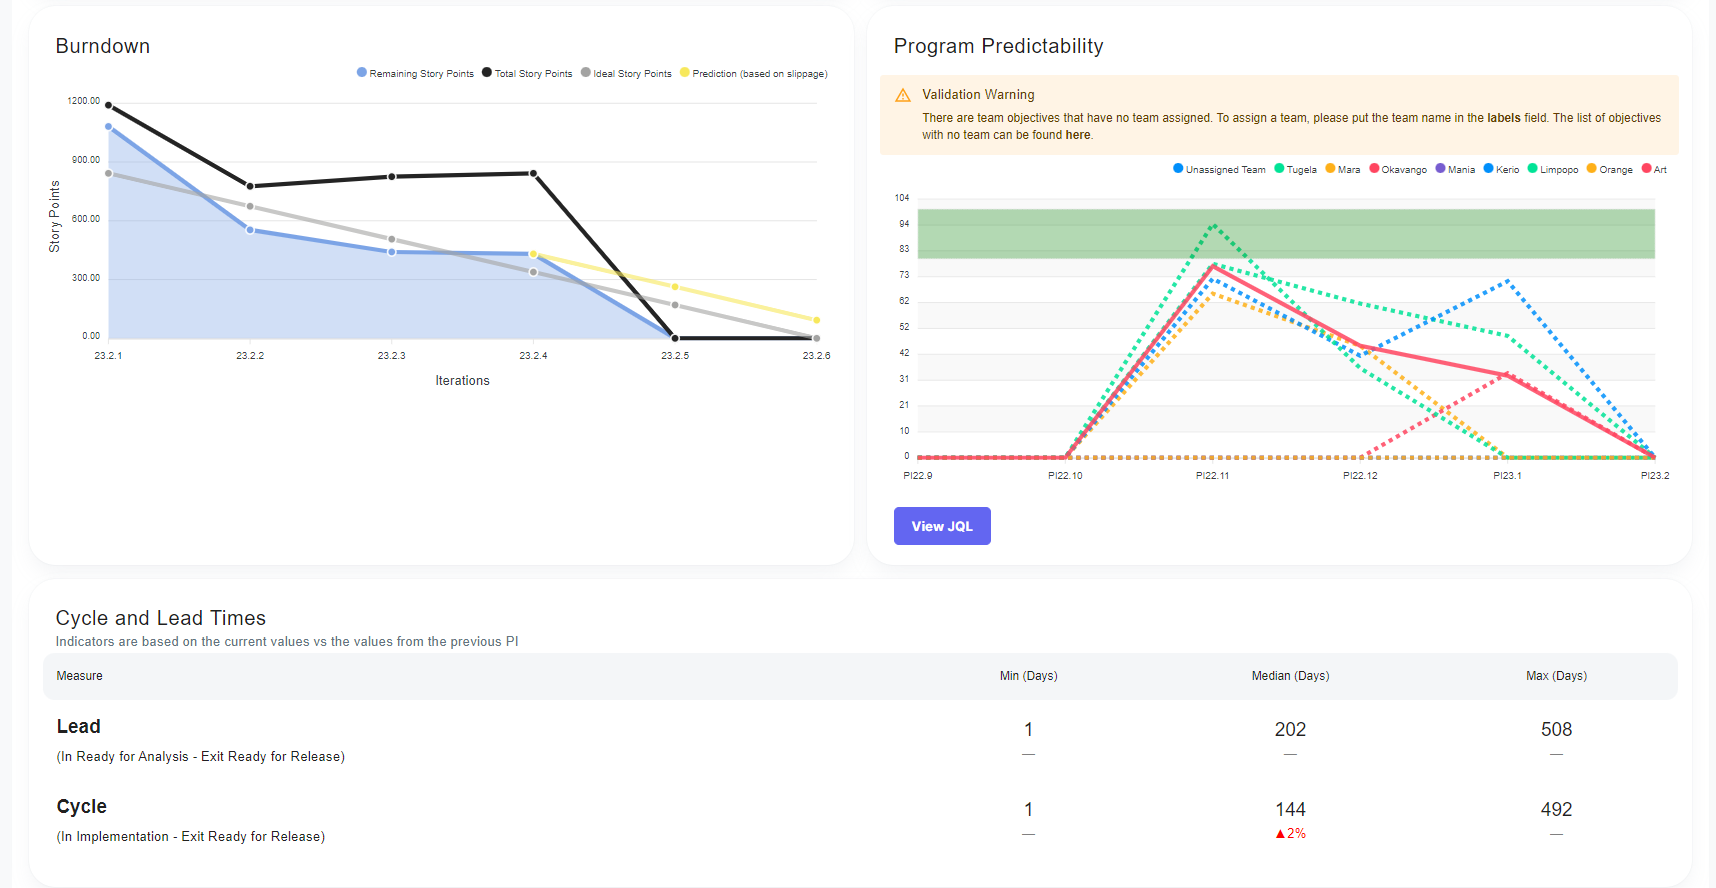 Burndown
Remaining Story Points Total Story Points Ideal Story Points Prediction (based on slippage)
1200.00
900.00
600.00
300.00
0.00
Story Points
23.2.1 23.2.2 23.2.3 23.2.4 23.2.5 23.2.6
Iterations
Program Predictability
Validation Warning
There are team objectives that have no team assigned. To assign a team, please put the team name in the labels field. The list of objectives
with no team can be found here.
Unassigned Team Tugela Mara Okavango Mania Kerio Limpopo Orange Art
104
94
83
73
62
52
42
31
21
10
0
PI22.9 PI22.10 PI22.11 PI22.12 PI23.1 PI23.2
View JQL
Cycle and Lead Times
Indicators are based on the current values vs the values from the previous PI
Measure Min (Days) Median (Days) Max (Days)
Lead
1 202 508
— — —
(In Ready for Analysis - Exit Ready for Release)
Cycle
1 144 492
— ▲2% —
(In Implementation - Exit Ready for Release)